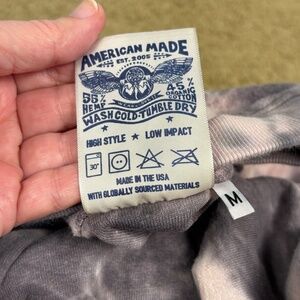 AMERICAN MADE
EST. 2005
55% HEMP
45% ORGANIC COTTON
WASH COLD • TUMBLE DRY
HIGH STYLE ★ LOW IMPACT
30°
MADE IN THE USA
WITH GLOBALLY SOURCED MATERIALS
M